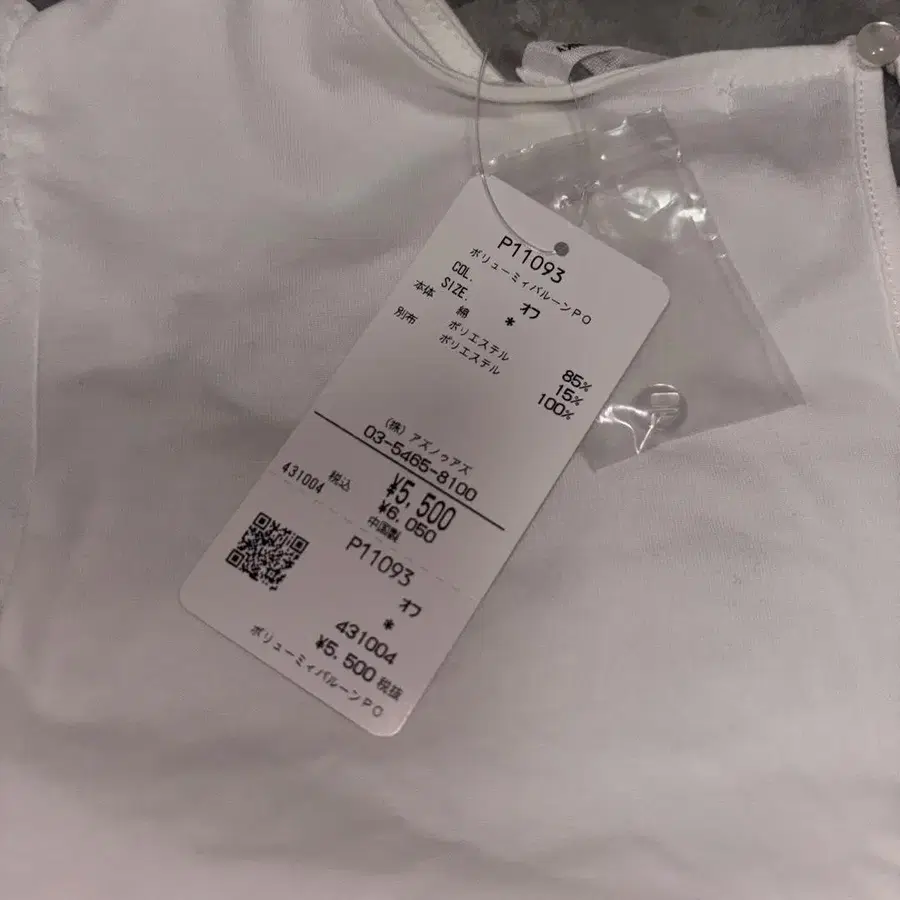 P11093
ボリューミィバルーンPO
COL. オフ
SIZE. *
本体 綿 85%
ポリエステル 15%
別布 ポリエステル 100%
(株) アズノゥアズ
03-5465-8100
¥5,500
431004 税込 ¥6,050
中国製
P11093
オフ
*
431004
¥5,500 税抜
ボリューミィバルーンPO